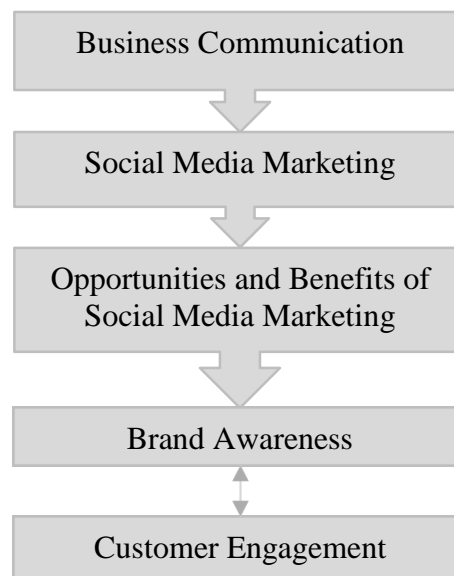 Business Communication
Social Media Marketing
Opportunities and Benefits of
Social Media Marketing
Brand Awareness
Customer Engagement